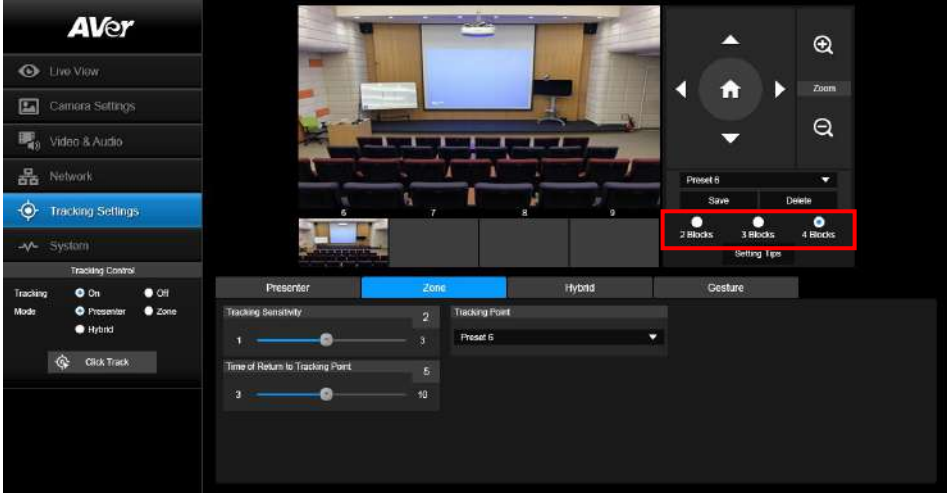 AVer
Live View
Camera Settings
Video & Audio
Network
Tracking Settings
System
Tracking Control
Tracking On Off
Mode Presenter Zone
Hybrid
Click Track
6 7 8 9
Zoom
Preset 6
Save Delete
2 Blocks 3 Blocks 4 Blocks
Setting Tips
Presenter Zone Hybrid Gesture
Tracking Sensitivity 2
1 3
Time of Return to Tracking Point 5
3 10
Tracking Point
Preset 6